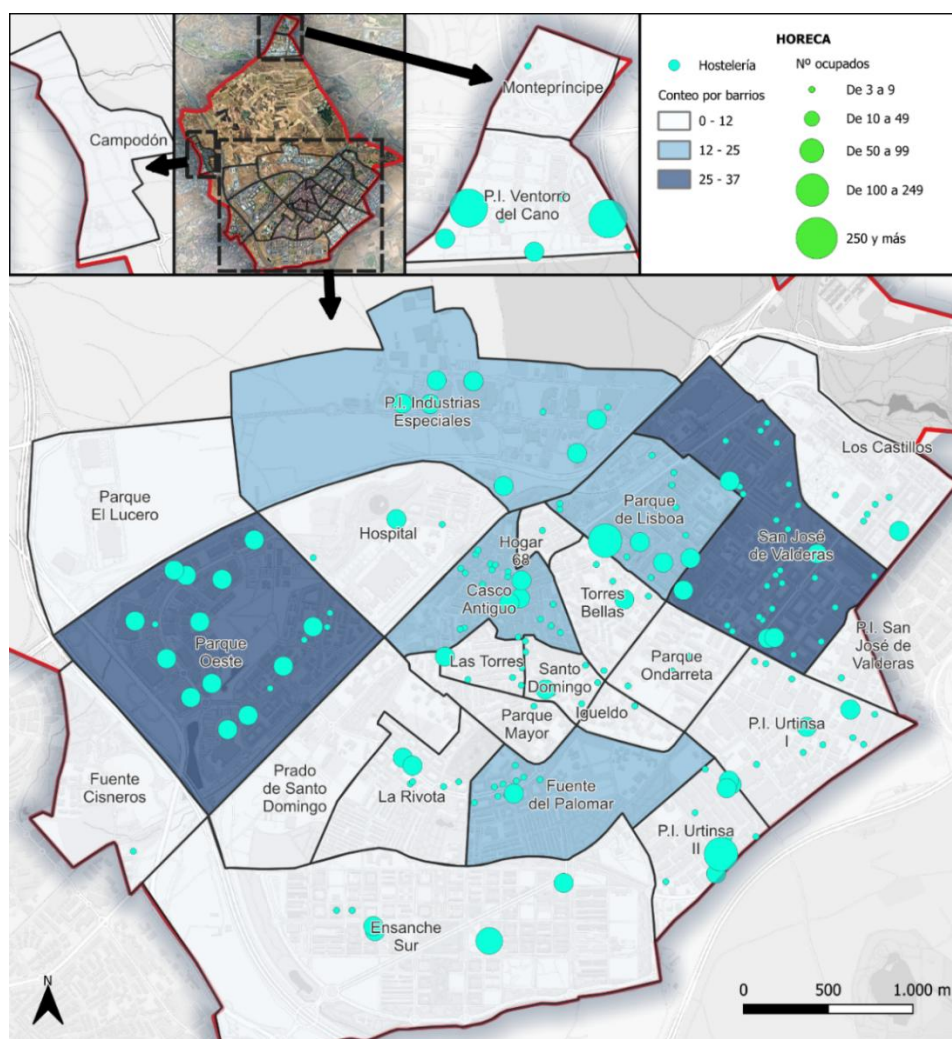 Campodón
Montepríncipe
P.I. Ventorro
del Cano
HORECA
Hostelería
Conteo por barrios
0 - 12
12 - 25
25 - 37
Nº ocupados
De 3 a 9
De 10 a 49
De 50 a 99
De 100 a 249
250 y más
P.I. Industrias
Especiales
Los Castillos
Parque
El Lucero
Hospital
Parque
de Lisboa
Hogar
68
San José
de Valderas
Casco
Antiguo
Torres
Bellas
Parque
Oeste
Las Torres
Santo
Domingo
Parque
Ondarreta
P.I. San
José de
Valderas
Parque
Mayor
Igueldo
P.I. Urtinsa
I
Fuente
Cisneros
Prado
de Santo
Domingo
La Rivota
Fuente
del Palomar
P.I. Urtinsa
II
Ensanche
Sur
N
0 500 1.000 m